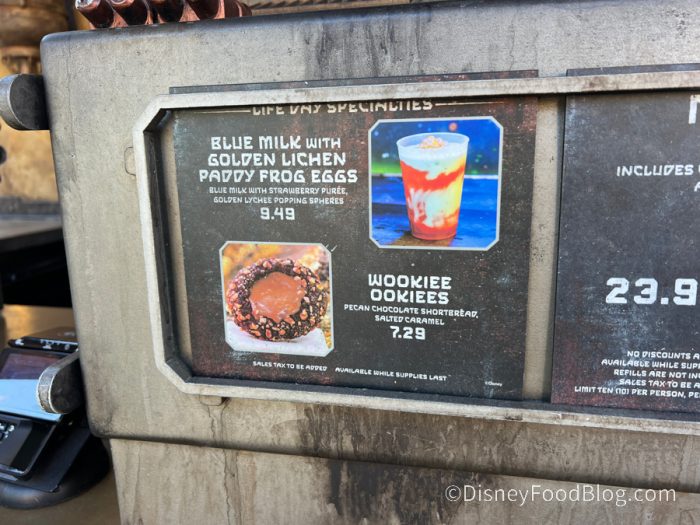 LIFE DAY SPECIALTIES
BLUE MILK WITH
GOLDEN LICHEN
PADDY FROG EGGS
BLUE MILK WITH STRAWBERRY PURÉE,
GOLDEN LYCHEE POPPING SPHERES
9.49
WOOKIEE
OOKIEES
PECAN CHOCOLATE SHORTBREAD,
SALTED CARAMEL
7.29
SALES TAX TO BE ADDED AVAILABLE WHILE SUPPLIES LAST
©Disney
INCLUDES
23.9
NO DISCOUNTS
AVAILABLE WHILE
REFILLS ARE NOT
SALES TAX TO BE
LIMIT TEN (10) PER PERSON,
©DisneyFoodBlog.com